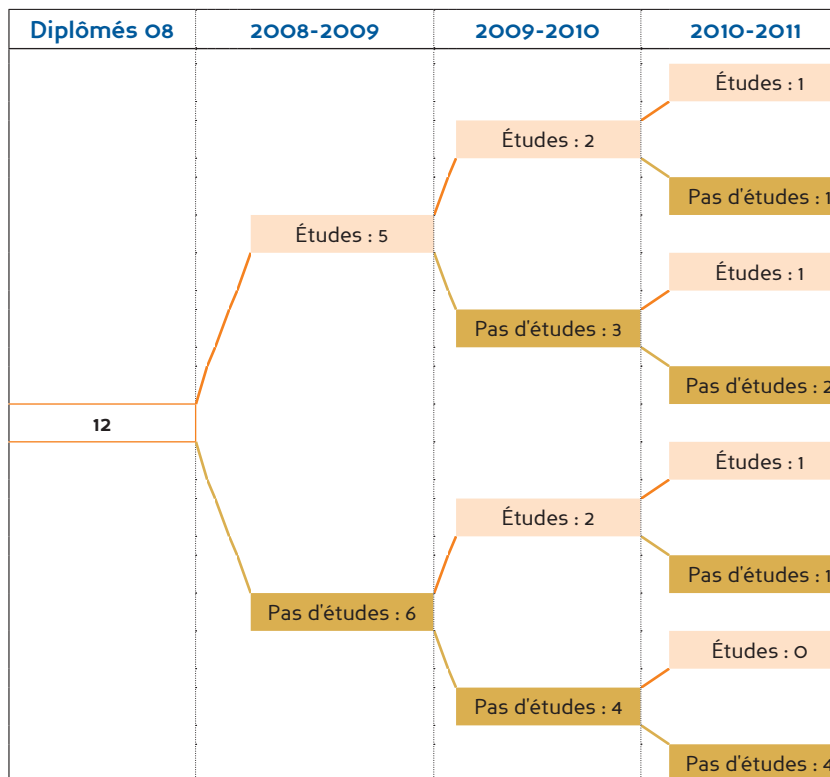 Diplômés 08 2008-2009 2009-2010 2010-2011
Études : 1
Études : 2
Pas d'études : 1
Études : 5
Études : 1
Pas d'études : 3
Pas d'études : 2
12
Études : 1
Études : 2
Pas d'études : 1
Pas d'études : 6
Études : 0
Pas d'études : 4
Pas d'études : 4